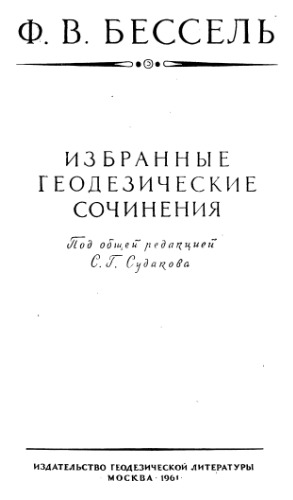 Ф. В. БЕССЕЛЬ
ИЗБРАННЫЕ
ГЕОДЕЗИЧЕСКИЕ
СОЧИНЕНИЯ
Под общей редакцией
С. Г. Судакова
ИЗДАТЕЛЬСТВО ГЕОДЕЗИЧЕСКОЙ ЛИТЕРАТУРЫ
МОСКВА · 1961